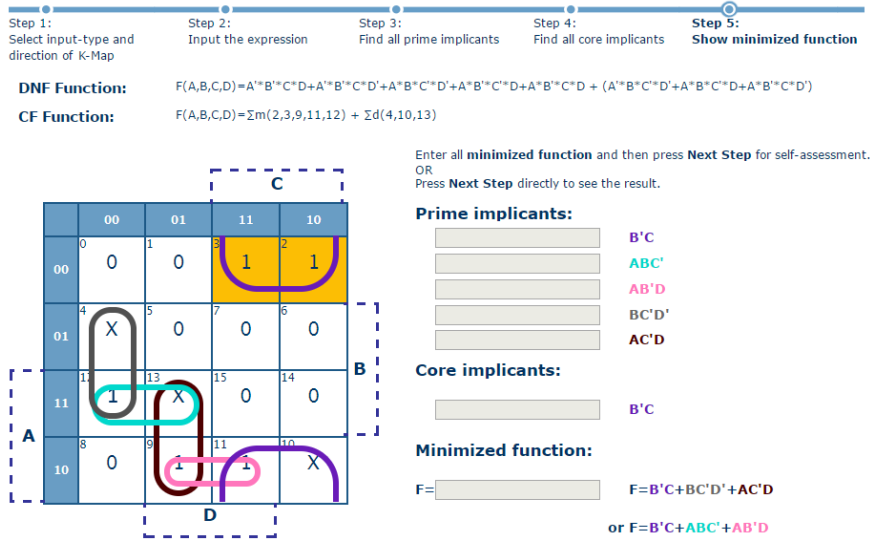 Step 1:
Select input-type and
direction of K-Map
Step 2:
Input the expression
Step 3:
Find all prime implicants
Step 4:
Find all core implicants
Step 5:
Show minimized function
DNF Function: F(A,B,C,D)=A'*B'*C*D+A'*B'*C*D'+A*B*C'*D'+A*B'*C'*D+A*B'*C*D + (A'*B*C'*D'+A*B*C'*D+A*B'*C*D')
CF Function: F(A,B,C,D)=Σm(2,3,9,11,12) + Σd(4,10,13)
Enter all minimized function and then press Next Step for self-assessment.
OR
Press Next Step directly to see the result.
C
00 01 11 10
0 1 3 2
00 0 0 1 1
4 5 7 6
01 X 0 0 0
B
12 13 15 14
11 1 X 0 0
A
8 9 11 10
10 0 1 1 X
D
Prime implicants:
B'C
ABC'
AB'D
BC'D'
AC'D
Core implicants:
B'C
Minimized function:
F= F=B'C+BC'D'+AC'D
or F=B'C+ABC'+AB'D